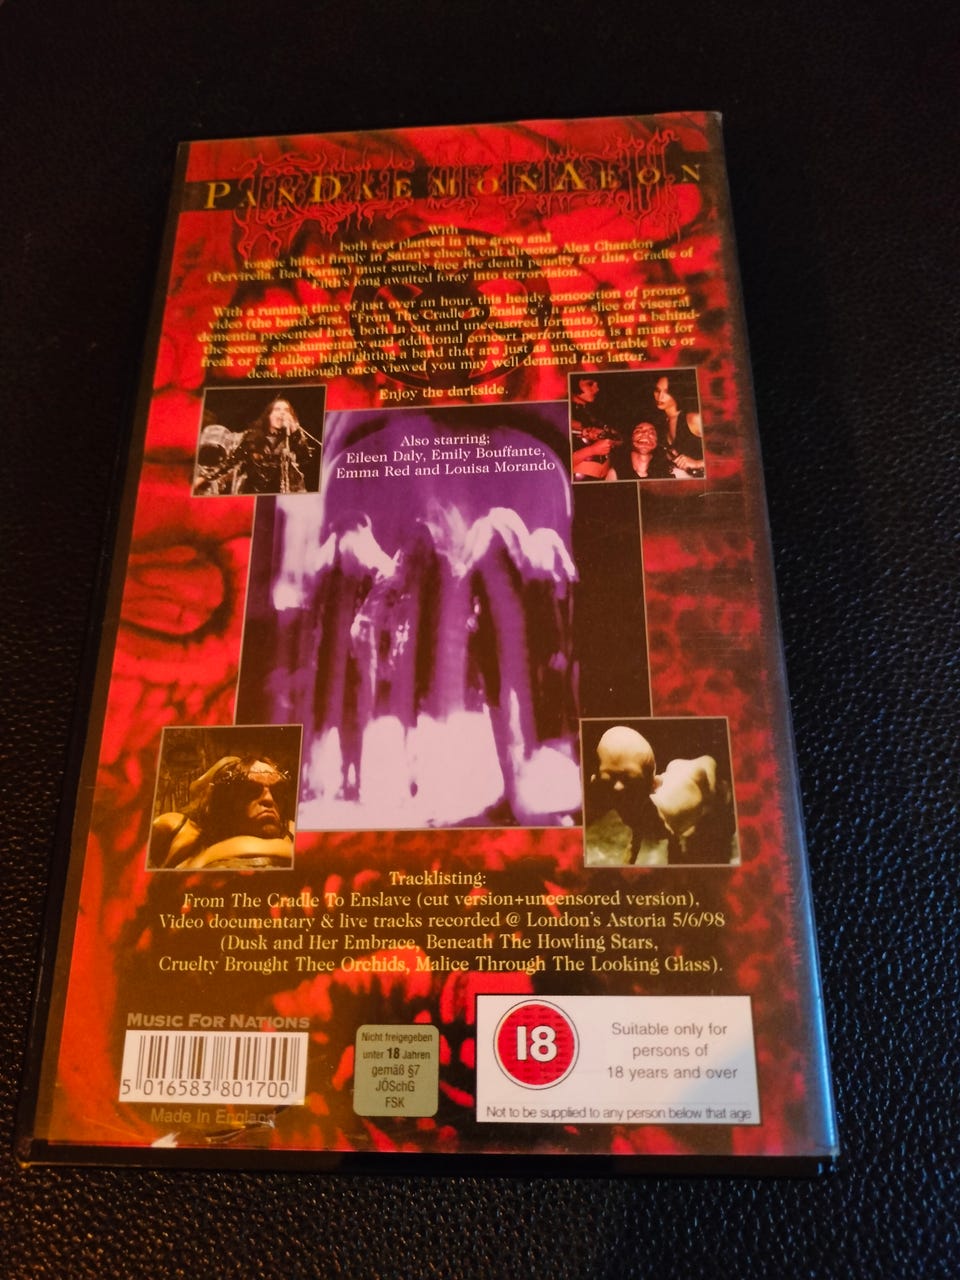 CRADLE OF FILTH
PANDAEMONAEON
With
both feet planted in the grave and
tongue hilted firmly in Satan's cheek, cult director Alex Chandon
(Pervirella, Bad Karma) must surely face the death penalty for this, Cradle of
Filth's long awaited foray into terrorvision.
With a running time of just over an hour, this heady concoction of promo
video (the band's first, "From The Cradle To Enslave", a raw slice of visceral
dementia presented here both in cut and uncensored formats), plus a behind-
the-scenes shockumentary and additional concert performance is a must for
freak or fan alike; highlighting a band that are just as uncomfortable live or
dead, although once viewed you may well demand the latter.
Enjoy the darkside.
Also starring;
Eileen Daly, Emily Bouffante,
Emma Red and Louisa Morando
Tracklisting:
From The Cradle To Enslave (cut version+uncensored version),
Video documentary & live tracks recorded @ London's Astoria 5/6/98
(Dusk and Her Embrace, Beneath The Howling Stars,
Cruelty Brought Thee Orchids, Malice Through The Looking Glass).
MUSIC FOR NATIONS
5 016583 801700
Made In England
Nicht freigegeben
unter 18 Jahren
gemäß §7
JÖSchG
FSK
18
Suitable only for
persons of
18 years and over
Not to be supplied to any person below that age